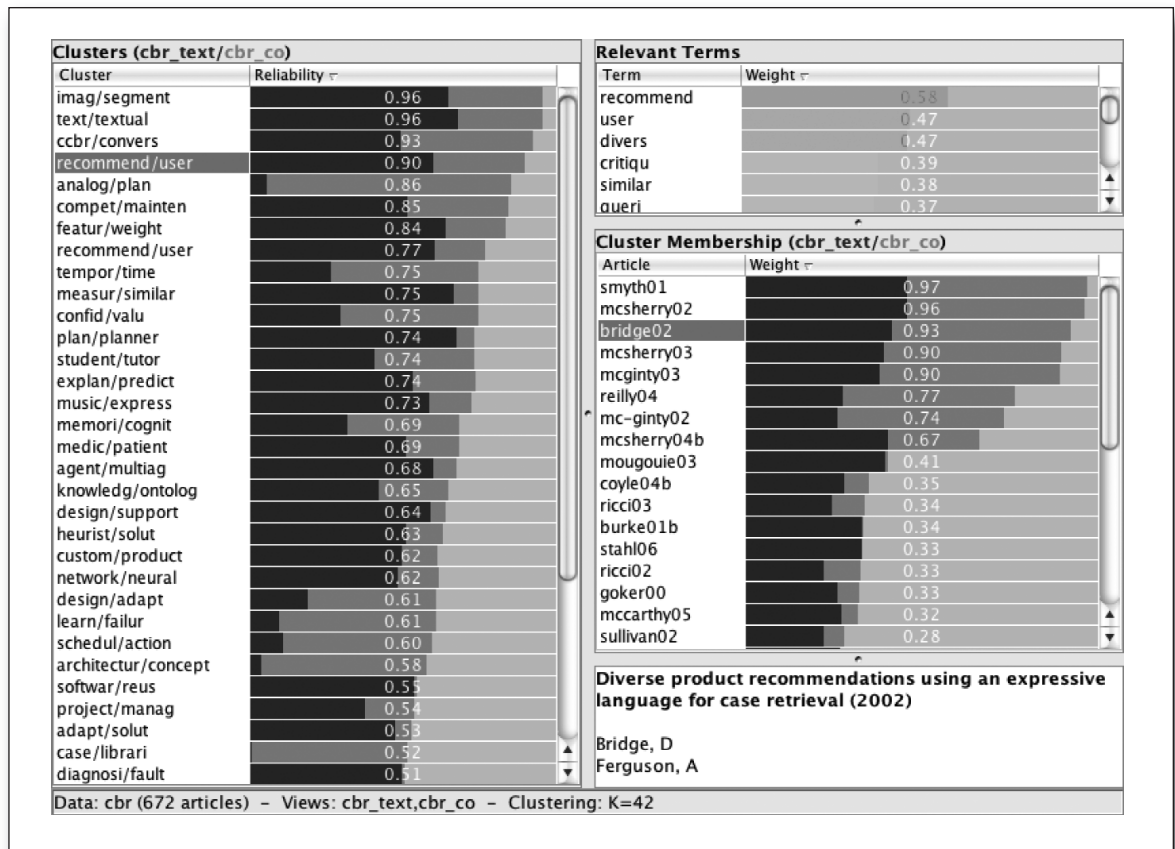 Clusters (cbr_text/cbr_co)
Cluster Reliability
imag/segment 0.96
text/textual 0.96
ccbr/convers 0.93
recommend/user 0.90
analog/plan 0.86
compet/mainten 0.85
featur/weight 0.84
recommend/user 0.77
tempor/time 0.75
measur/similar 0.75
confid/valu 0.75
plan/planner 0.74
student/tutor 0.74
explan/predict 0.74
music/express 0.73
memori/cognit 0.69
medic/patient 0.69
agent/multiag 0.68
knowledg/ontolog 0.65
design/support 0.64
heurist/solut 0.63
custom/product 0.62
network/neural 0.62
design/adapt 0.61
learn/failur 0.61
schedul/action 0.60
architectur/concept 0.58
softwar/reus 0.55
project/manag 0.54
adapt/solut 0.53
case/librari 0.52
diagnosi/fault 0.51
Relevant Terms
Term Weight
recommend 0.58
user 0.47
divers 0.47
critiqu 0.39
similar 0.38
queri 0.37
Cluster Membership (cbr_text/cbr_co)
Article Weight
smyth01 0.97
mcsherry02 0.96
bridge02 0.93
mcsherry03 0.90
mcginty03 0.90
reilly04 0.77
mc-ginty02 0.74
mcsherry04b 0.67
mougouie03 0.41
coyle04b 0.35
ricci03 0.34
burke01b 0.34
stahl06 0.33
ricci02 0.33
goker00 0.33
mccarthy05 0.32
sullivan02 0.28
Diverse product recommendations using an expressive
language for case retrieval (2002)
Bridge, D
Ferguson, A
Data: cbr (672 articles) – Views: cbr_text,cbr_co – Clustering: K=42